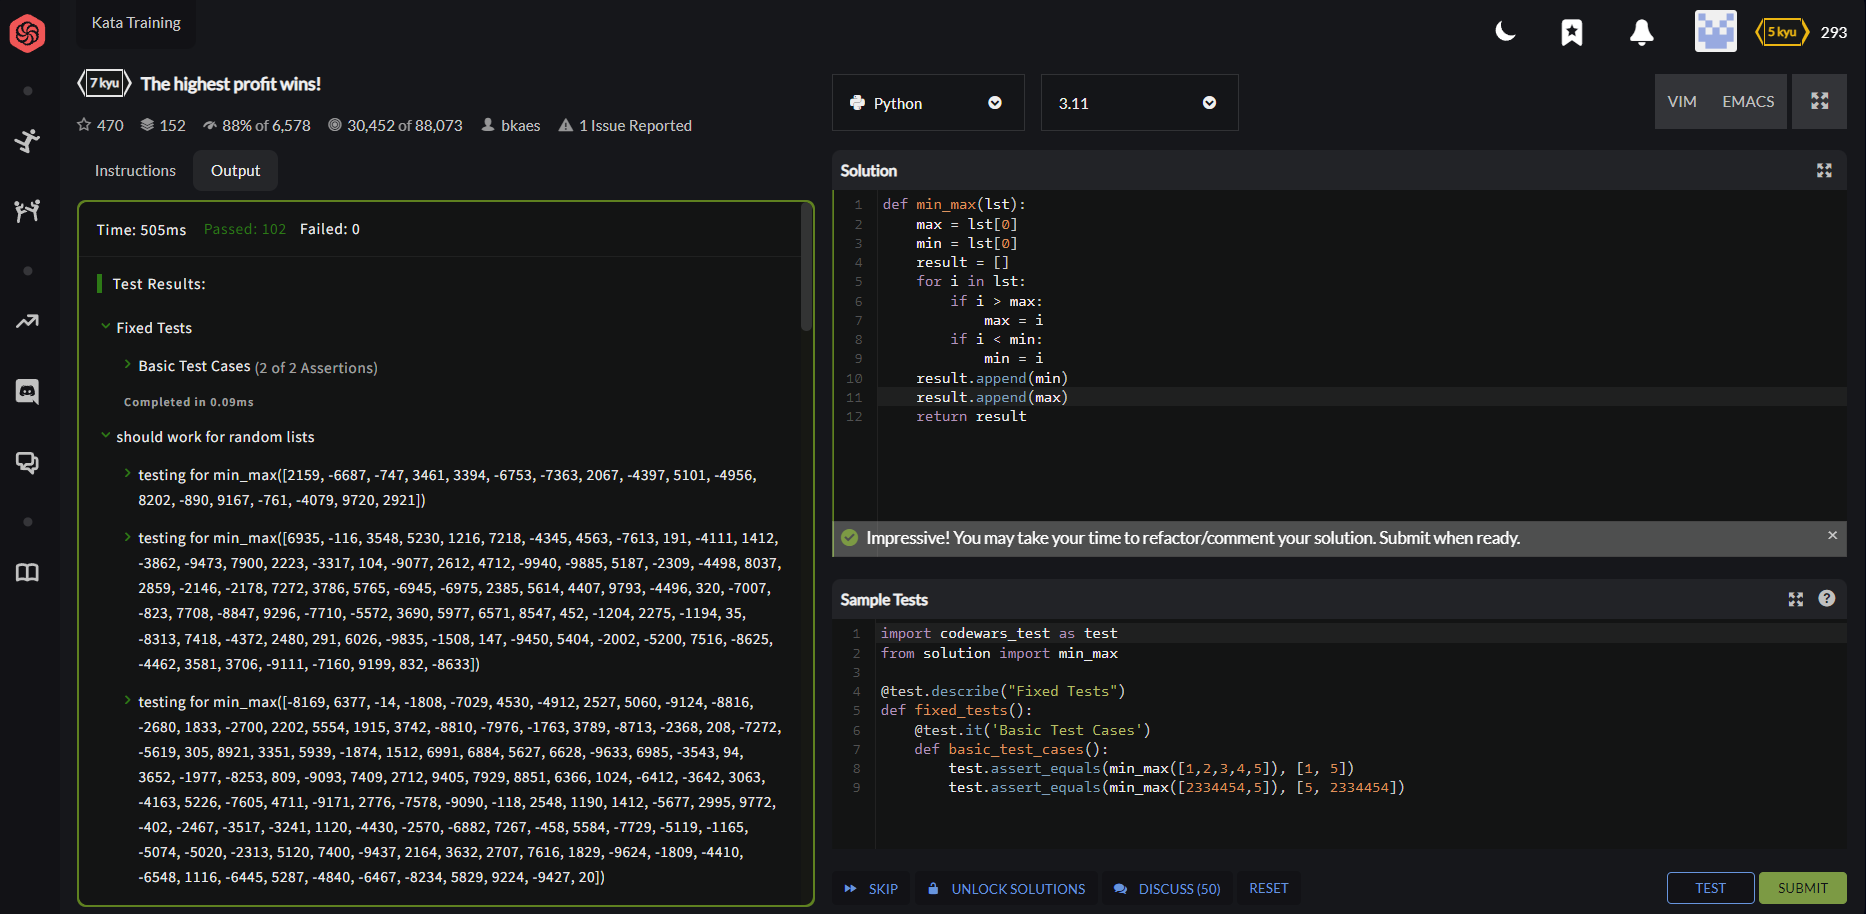 Kata Training
5 kyu 293
7 kyu The highest profit wins!
470 152 88% of 6,578 30,452 of 88,073 bkaes 1 Issue Reported
Instructions Output
Time: 505ms Passed: 102 Failed: 0
Test Results:
Fixed Tests
Basic Test Cases (2 of 2 Assertions)
Completed in 0.09ms
should work for random lists
testing for min_max([2159, -6687, -747, 3461, 3394, -6753, -7363, 2067, -4397, 5101, -4956,
8202, -890, 9167, -761, -4079, 9720, 2921])
testing for min_max([6935, -116, 3548, 5230, 1216, 7218, -4345, 4563, -7613, 191, -4111, 1412,
-3862, -9473, 7900, 2223, -3317, 104, -9077, 2612, 4712, -9940, -9885, 5187, -2309, -4498, 8037,
2859, -2146, -2178, 7272, 3786, 5765, -6945, -6975, 2385, 5614, 4407, 9793, -4496, 320, -7007,
-823, 7708, -8847, 9296, -7710, -5572, 3690, 5977, 6571, 8547, 452, -1204, 2275, -1194, 35,
-8313, 7418, -4372, 2480, 291, 6026, -9835, -1508, 147, -9450, 5404, -2002, -5200, 7516, -8625,
-4462, 3581, 3706, -9111, -7160, 9199, 832, -8633])
testing for min_max([-8169, 6377, -14, -1808, -7029, 4530, -4912, 2527, 5060, -9124, -8816,
-2680, 1833, -2700, 2202, 5554, 1915, 3742, -8810, -7976, -1763, 3789, -8713, -2368, 208, -7272,
-5619, 305, 8921, 3351, 5939, -1874, 1512, 6991, 6884, 5627, 6628, -9633, 6985, -3543, 94,
3652, -1977, -8253, 809, -9093, 7409, 2712, 9405, 7929, 8851, 6366, 1024, -6412, -3642, 3063,
-4163, 5226, -7605, 4711, -9171, 2776, -7578, -9090, -118, 2548, 1190, 1412, -5677, 2995, 9772,
-402, -2467, -3517, -3241, 1120, -4430, -2570, -6882, 7267, -458, 5584, -7729, -5119, -1165,
-5074, -5020, -2313, 5120, 7400, -9437, 2164, 3632, 2707, 7616, 1829, -9624, -1809, -4410,
-6548, 1116, -6445, 5287, -4840, -6467, -8234, 5829, 9224, -9427, 20])
Python 3.11 VIM EMACS
Solution
1 def min_max(lst):
2     max = lst[0]
3     min = lst[0]
4     result = []
5     for i in lst:
6         if i > max:
7             max = i
8         if i < min:
9             min = i
10     result.append(min)
11     result.append(max)
12     return result
Impressive! You may take your time to refactor/comment your solution. Submit when ready. ×
Sample Tests ?
1 import codewars_test as test
2 from solution import min_max
3
4 @test.describe("Fixed Tests")
5 def fixed_tests():
6     @test.it('Basic Test Cases')
7     def basic_test_cases():
8         test.assert_equals(min_max([1,2,3,4,5]), [1, 5])
9         test.assert_equals(min_max([2334454,5]), [5, 2334454])
SKIP UNLOCK SOLUTIONS DISCUSS (50) RESET TEST SUBMIT